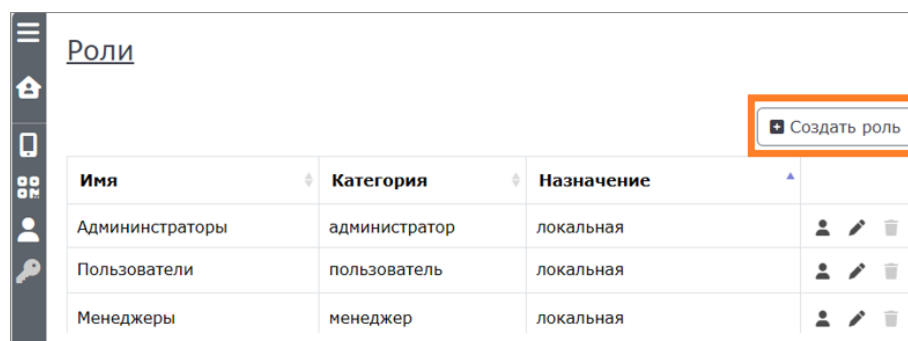 Роли
Создать роль
Имя Категория Назначение
Админинстраторы администратор локальная
Пользователи пользователь локальная
Менеджеры менеджер локальная